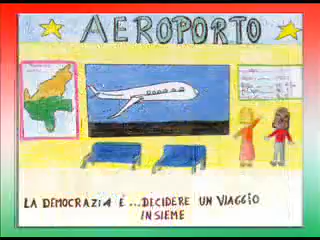 AEROPORTO
LA DEMOCRAZIA È ...DECIDERE UN VIAGGIO
INSIEME